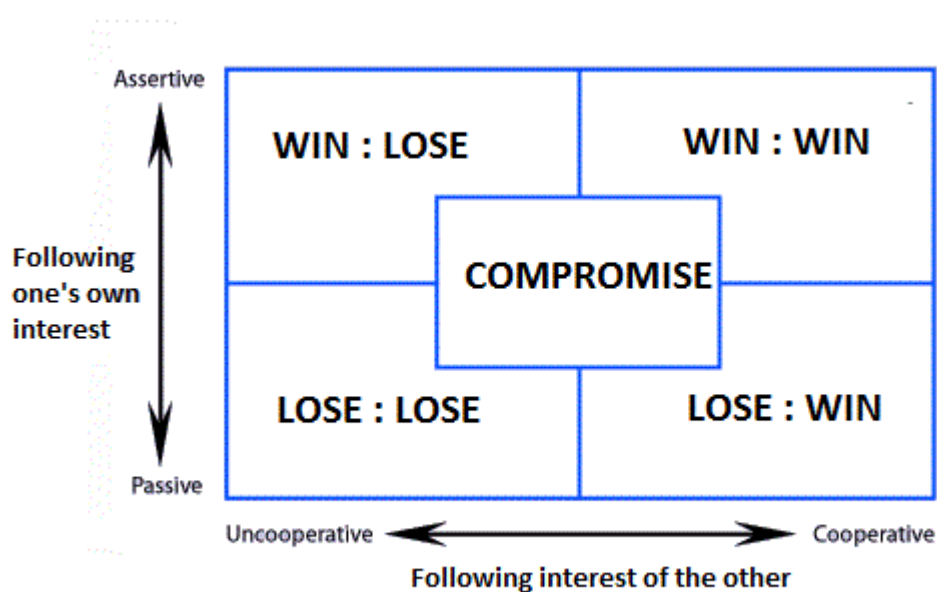 Assertive
WIN : LOSE
WIN : WIN
Following
one's own
interest
COMPROMISE
LOSE : LOSE
LOSE : WIN
Passive
Uncooperative
Cooperative
Following interest of the other